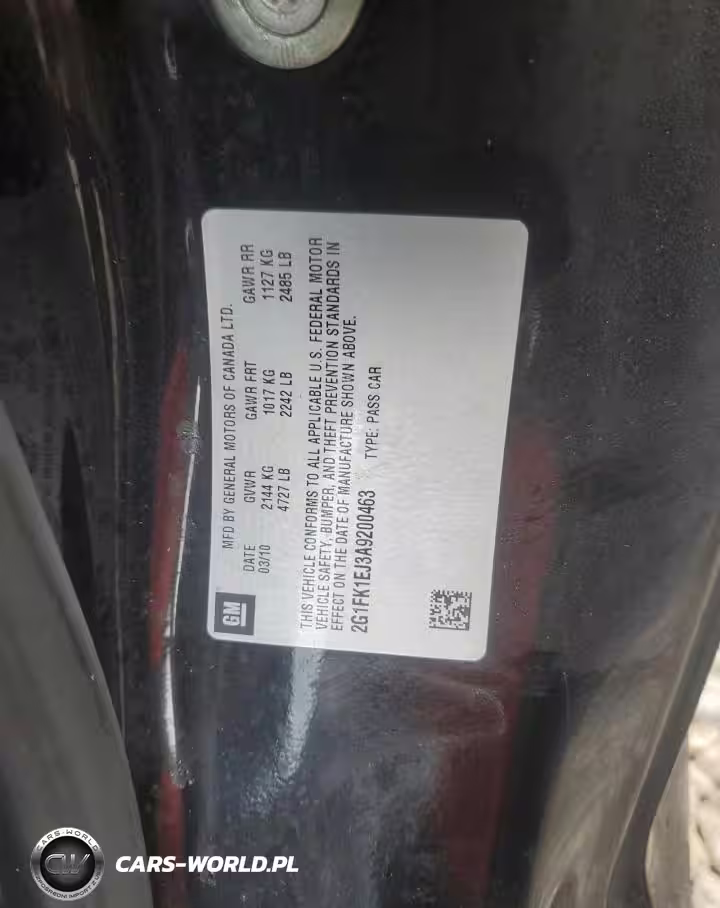 MFD BY GENERAL MOTORS OF CANADA LTD.
DATE GVWR GAWR FRT GAWR RR
03/10 2144 KG 1017 KG 1127 KG
4727 LB 2242 LB 2485 LB
THIS VEHICLE CONFORMS TO ALL APPLICABLE U.S. FEDERAL MOTOR
VEHICLE SAFETY, BUMPER, AND THEFT PREVENTION STANDARDS IN
EFFECT ON THE DATE OF MANUFACTURE SHOWN ABOVE.
2G1FK1EJ3A9200463 TYPE: PASS CAR
GM
CARS-WORLD
CW
CARS-WORLD.PL